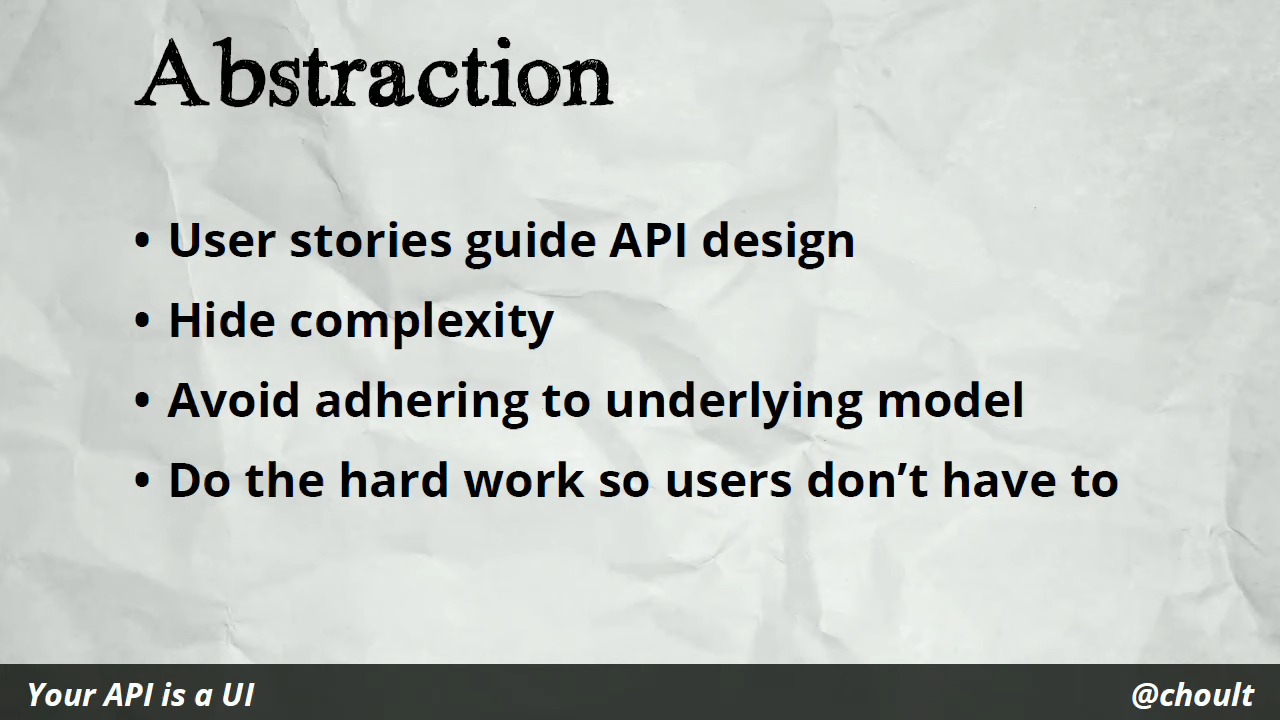 Abstraction
• User stories guide API design
• Hide complexity
• Avoid adhering to underlying model
• Do the hard work so users don’t have to
Your API is a UI
@choult